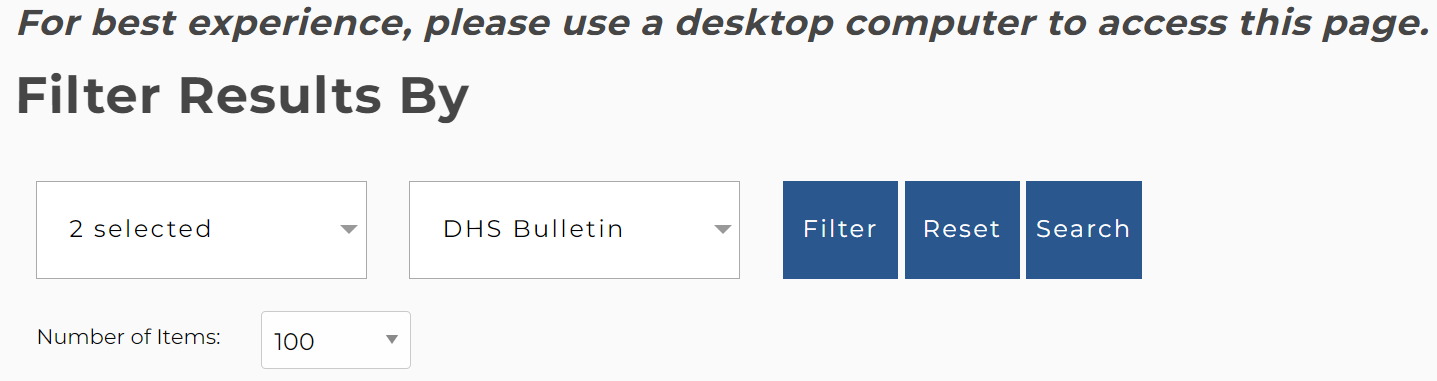 For best experience, please use a desktop computer to access this page.
Filter Results By
2 selected DHS Bulletin Filter Reset Search
Number of Items: 100